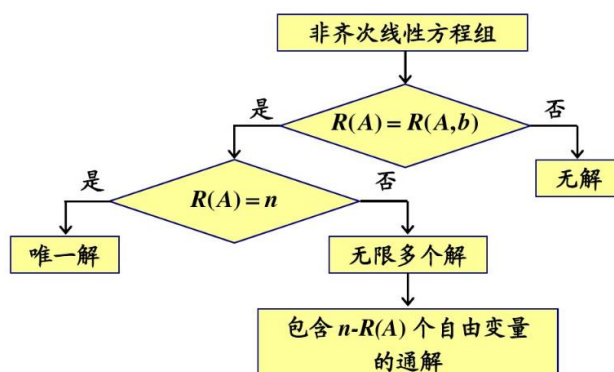 非齐次线性方程组
是
R(A) = R(A,b)
否
是
R(A) = n
否
无解
唯一解
无限多个解
包含 n-R(A) 个自由变量
的通解